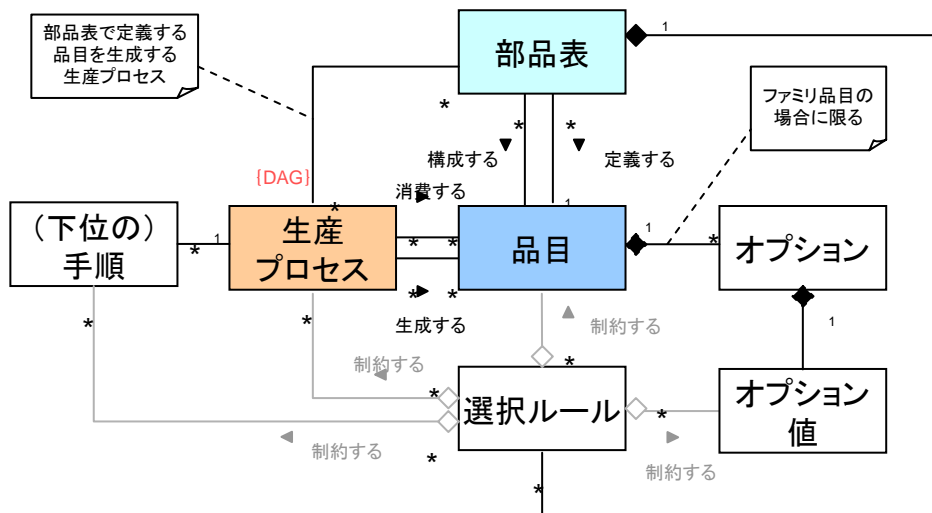 部品表で定義する
品目を生成する
生産プロセス
部品表
1
ファミリ品目の
場合に限る
*
*
*
構成する
定義する
{DAG}
消費する
(下位の)
手順
*
1
生産
プロセス
*
*
*
*
*
1
品目
1
*
オプション
生成する
*
*
制約する
制約する
*
1
制約する
*
選択ルール
*
オプション
値
制約する
*
制約する
*